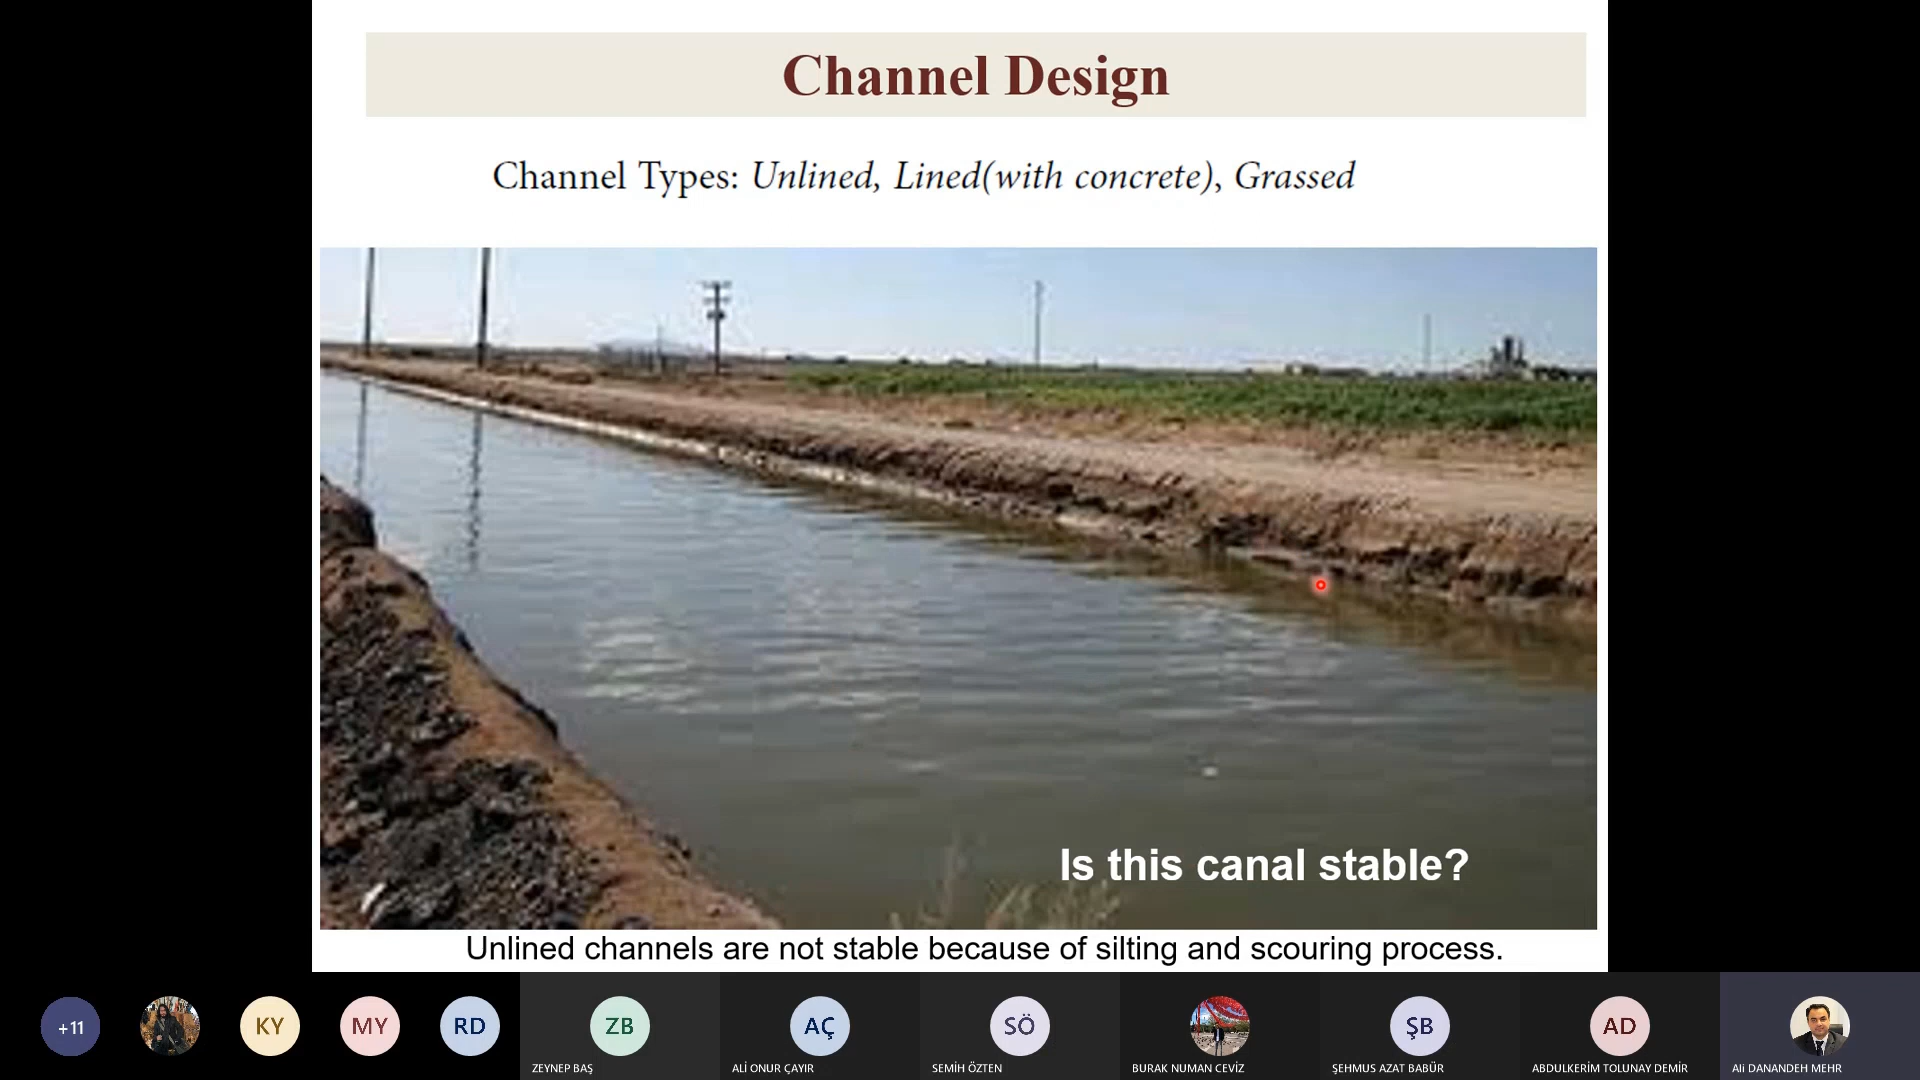 Channel Design
Channel Types: Unlined, Lined(with concrete), Grassed
Is this canal stable?
Unlined channels are not stable because of silting and scouring process.
+11
KY
MY
RD
ZB
AÇ
SÖ
ŞB
AD
ZEYNEP BAŞ
ALİ ONUR ÇAYIR
SEMİH ÖZTEN
BURAK NUMAN CEVİZ
ŞEHMUS AZAT BABÜR
ABDULKERİM TOLUNAY DEMİR
Ali DANANDEH MEHR